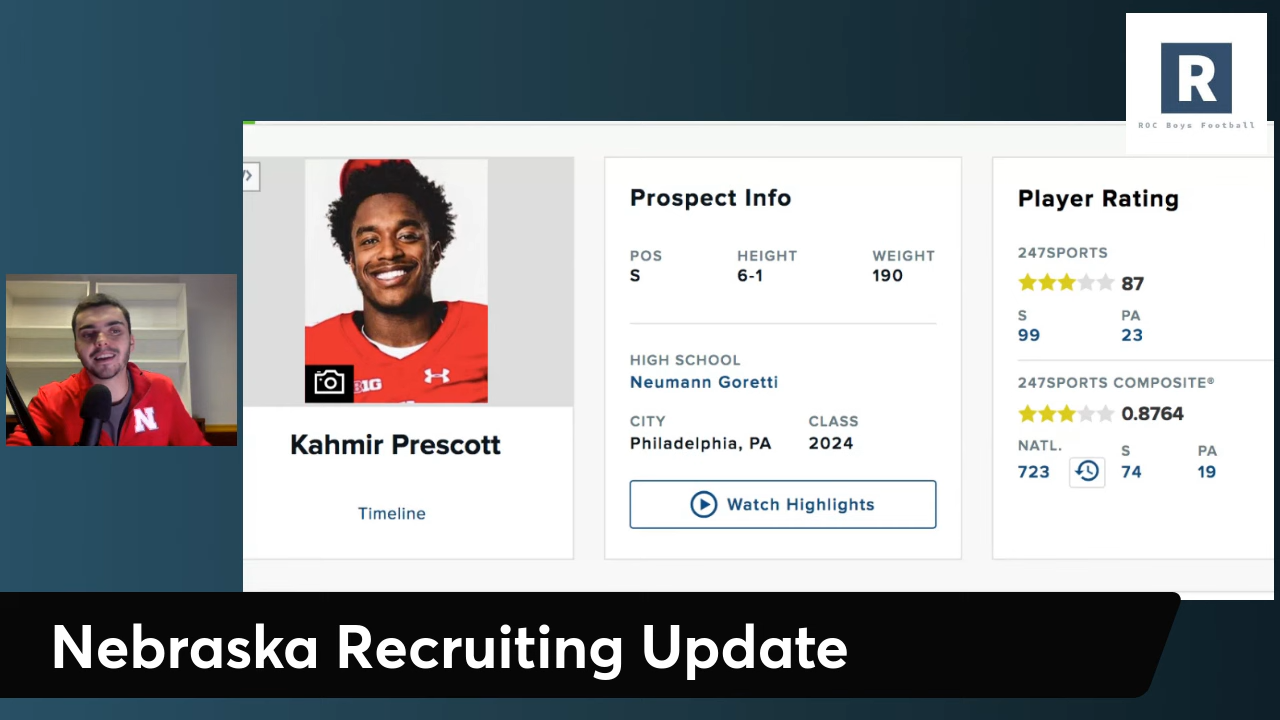 R
ROC Boys Football
Prospect Info
POS HEIGHT WEIGHT
S 6-1 190
HIGH SCHOOL
Neumann Goretti
CITY CLASS
Philadelphia, PA 2024
Watch Highlights
Player Rating
247SPORTS
87
S PA
99 23
247SPORTS COMPOSITE®
0.8764
NATL. S PA
723 74 19
B1G
N
Kahmir Prescott
Timeline
Nebraska Recruiting Update